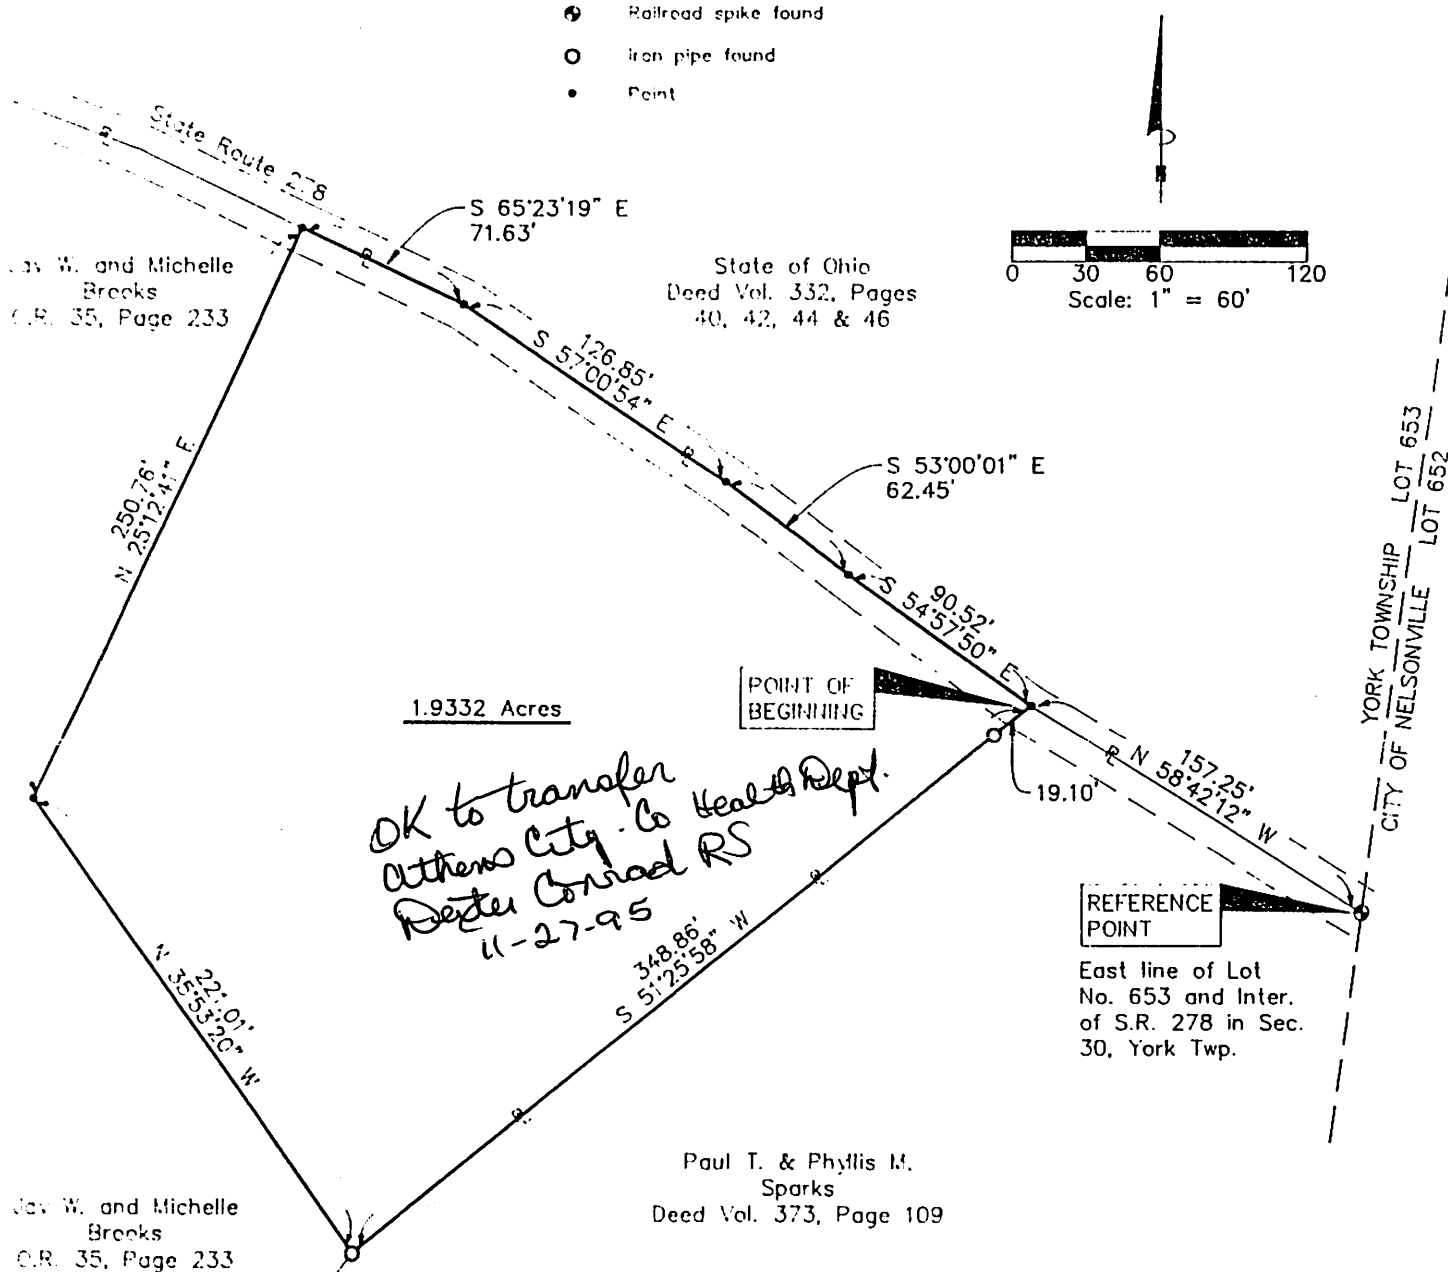 Railroad spike found
Iron pipe found
Point
State Route 278
S 65°23'19" E
71.63'
Jay W. and Michelle
Brooks
O.R. 35, Page 233
State of Ohio
Deed Vol. 332, Pages
40, 42, 44 & 46
0 30 60 120
Scale: 1" = 60'
126.85'
S 57°00'54" E
S 53°00'01" E
62.45'
250.76'
N 25°12'41" E
90.52'
S 54°57'50" E
YORK TOWNSHIP LOT 653
CITY OF NELSONVILLE LOT 652
POINT OF
BEGINNING
1.9332 Acres
157.25'
N 58°42'12" W
19.10'
OK to transfer
Athens City-Co Health Dept.
Dexter Conrad RS
11-27-95
REFERENCE
POINT
East line of Lot
No. 653 and Inter.
of S.R. 278 in Sec.
30, York Twp.
348.86'
S 51°25'58" W
N 35°53'20" W
Paul T. & Phyllis M.
Sparks
Deed Vol. 373, Page 109
Jay W. and Michelle
Brooks
O.R. 35, Page 233